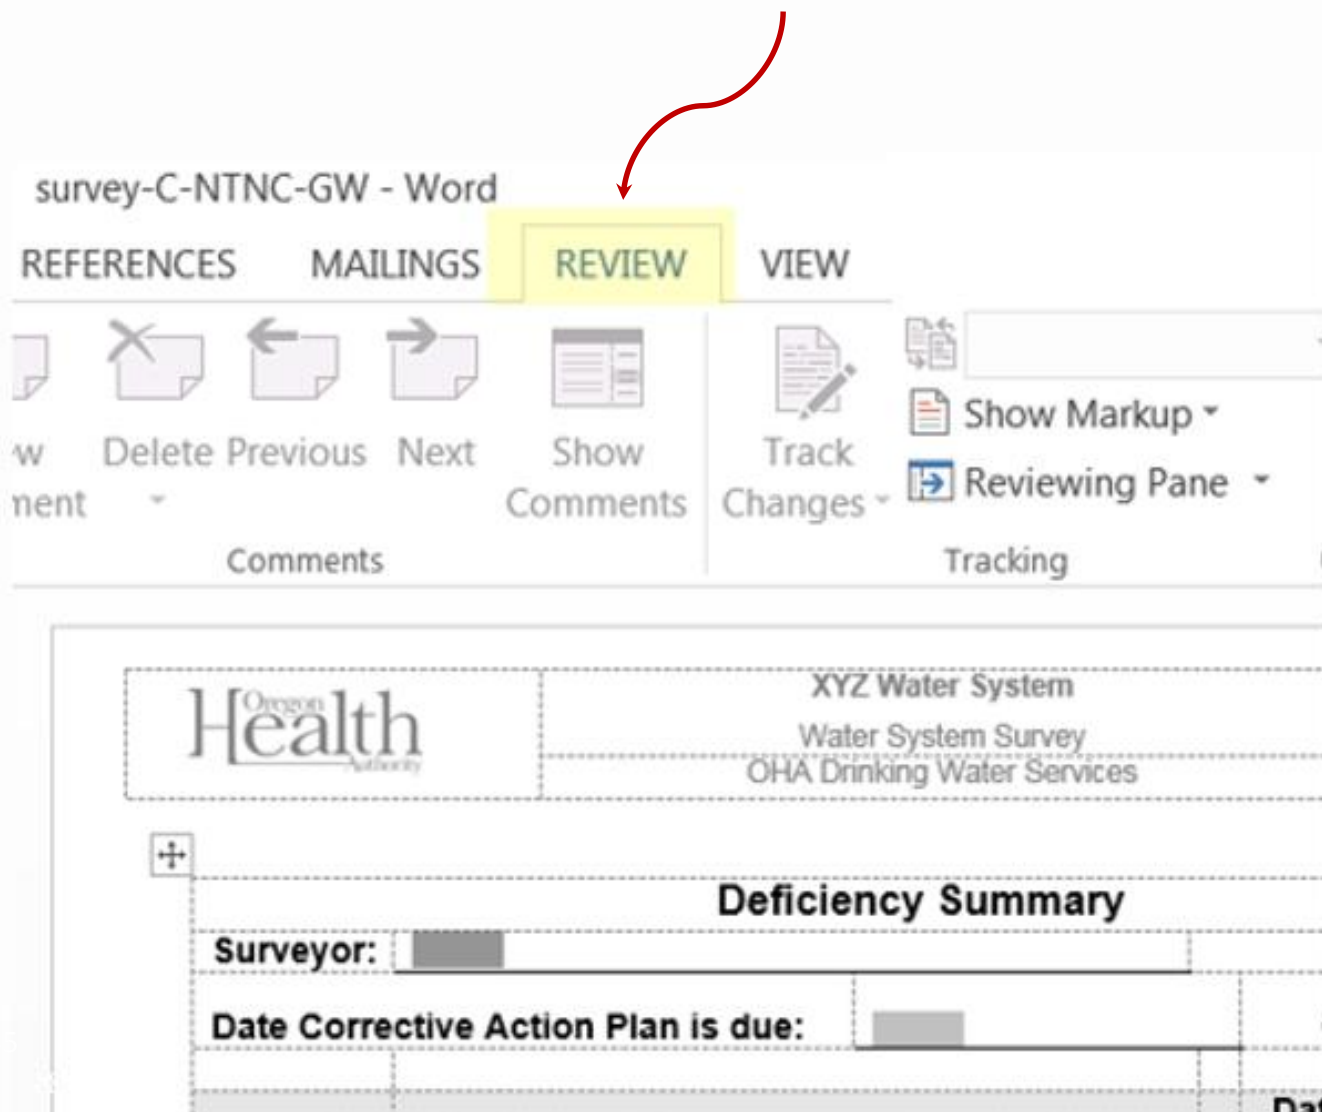 survey-C-NTNC-GW - Word
REFERENCES MAILINGS REVIEW VIEW
Delete Previous Next Show Comments Track Changes
Show Markup
Reviewing Pane
Comments Tracking
Oregon Health Authority
XYZ Water System
Water System Survey
OHA Drinking Water Services
Deficiency Summary
Surveyor:
Date Corrective Action Plan is due: